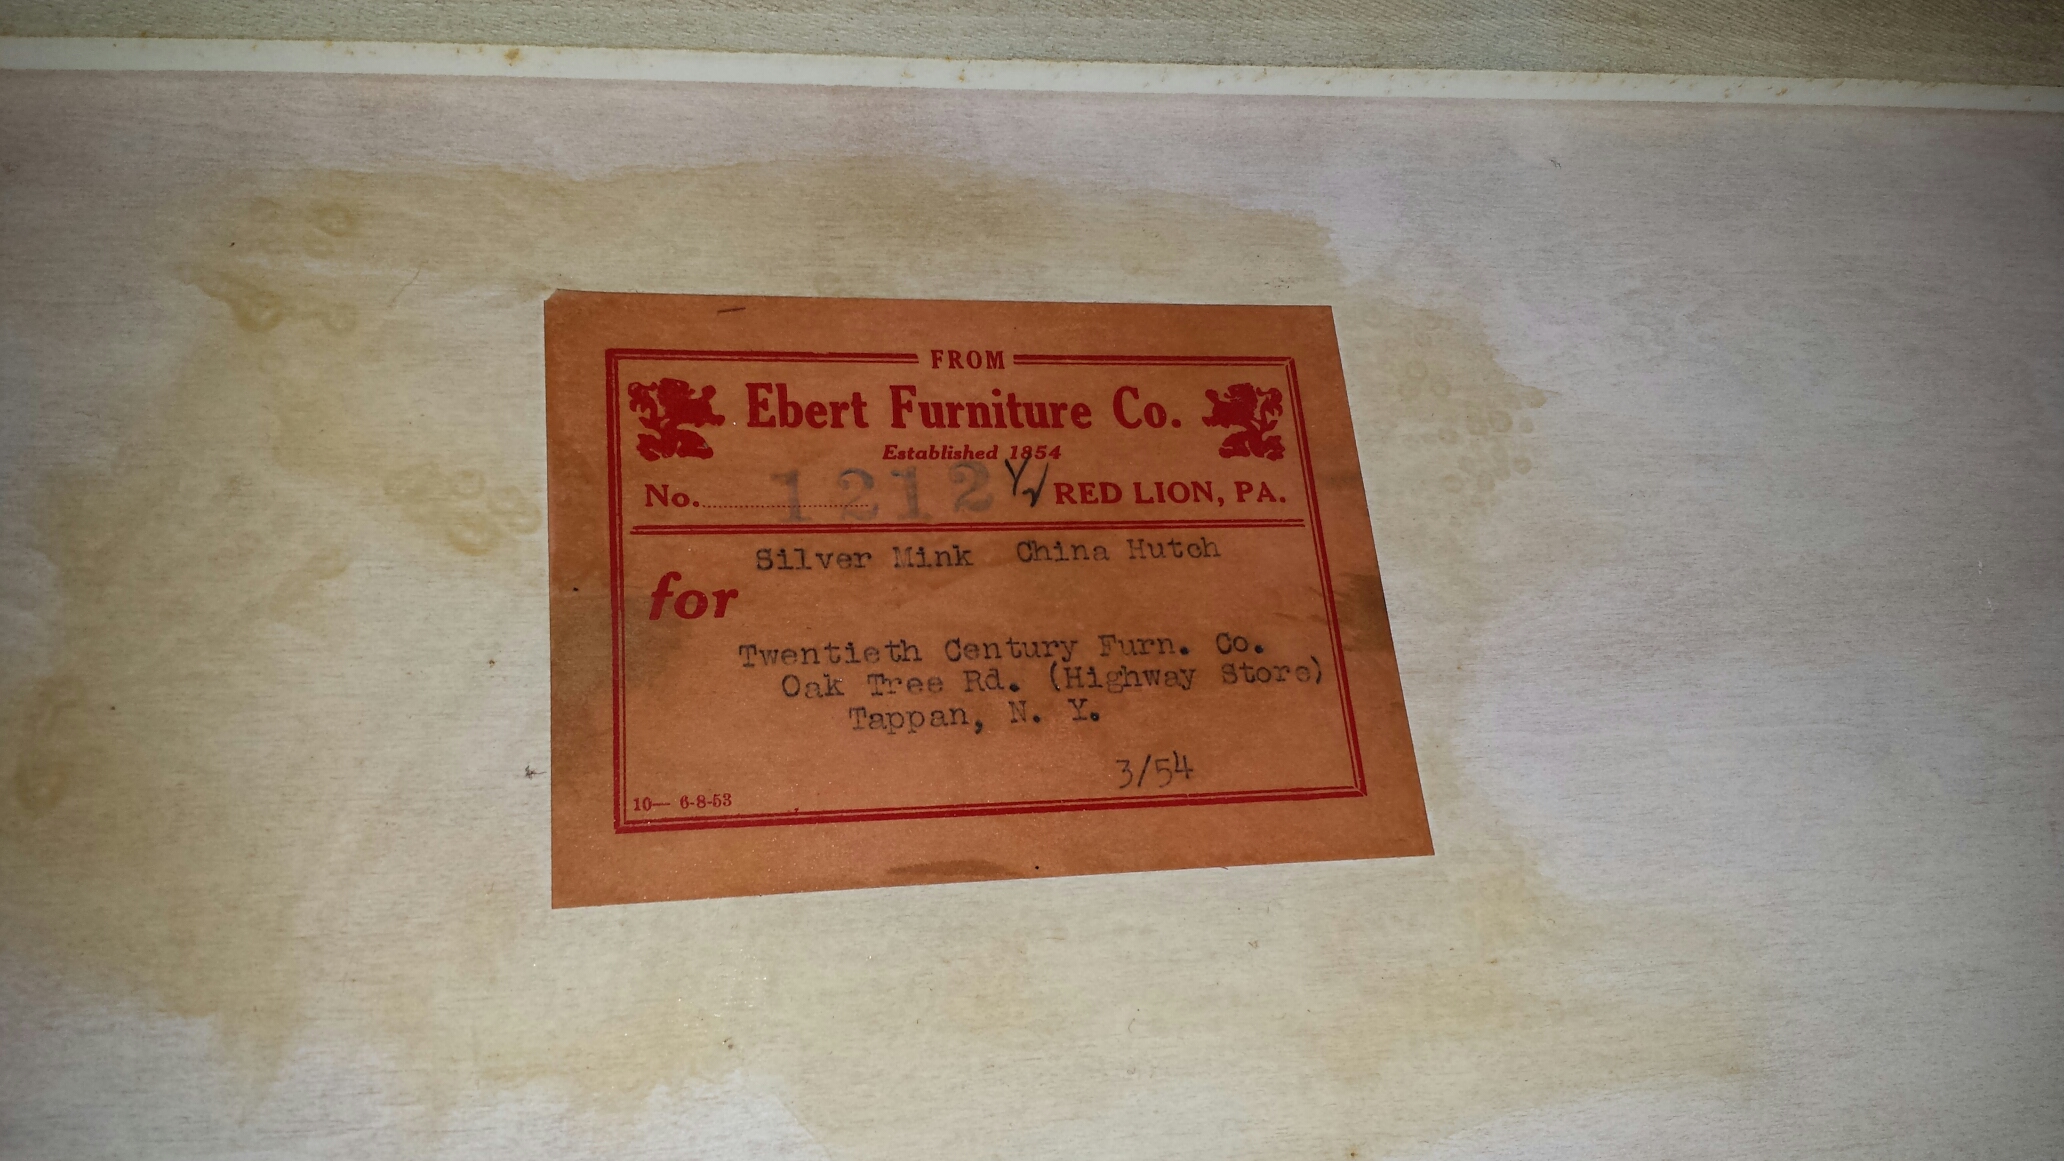 FROM
Ebert Furniture Co.
Established 1854
No. 1212 RED LION, PA.
Silver Mink China Hutch
for
Twentieth Century Furn. Co.
Oak Tree Rd. (Highway Store)
Tappan, N. Y.
3/54
10— 6-8-53